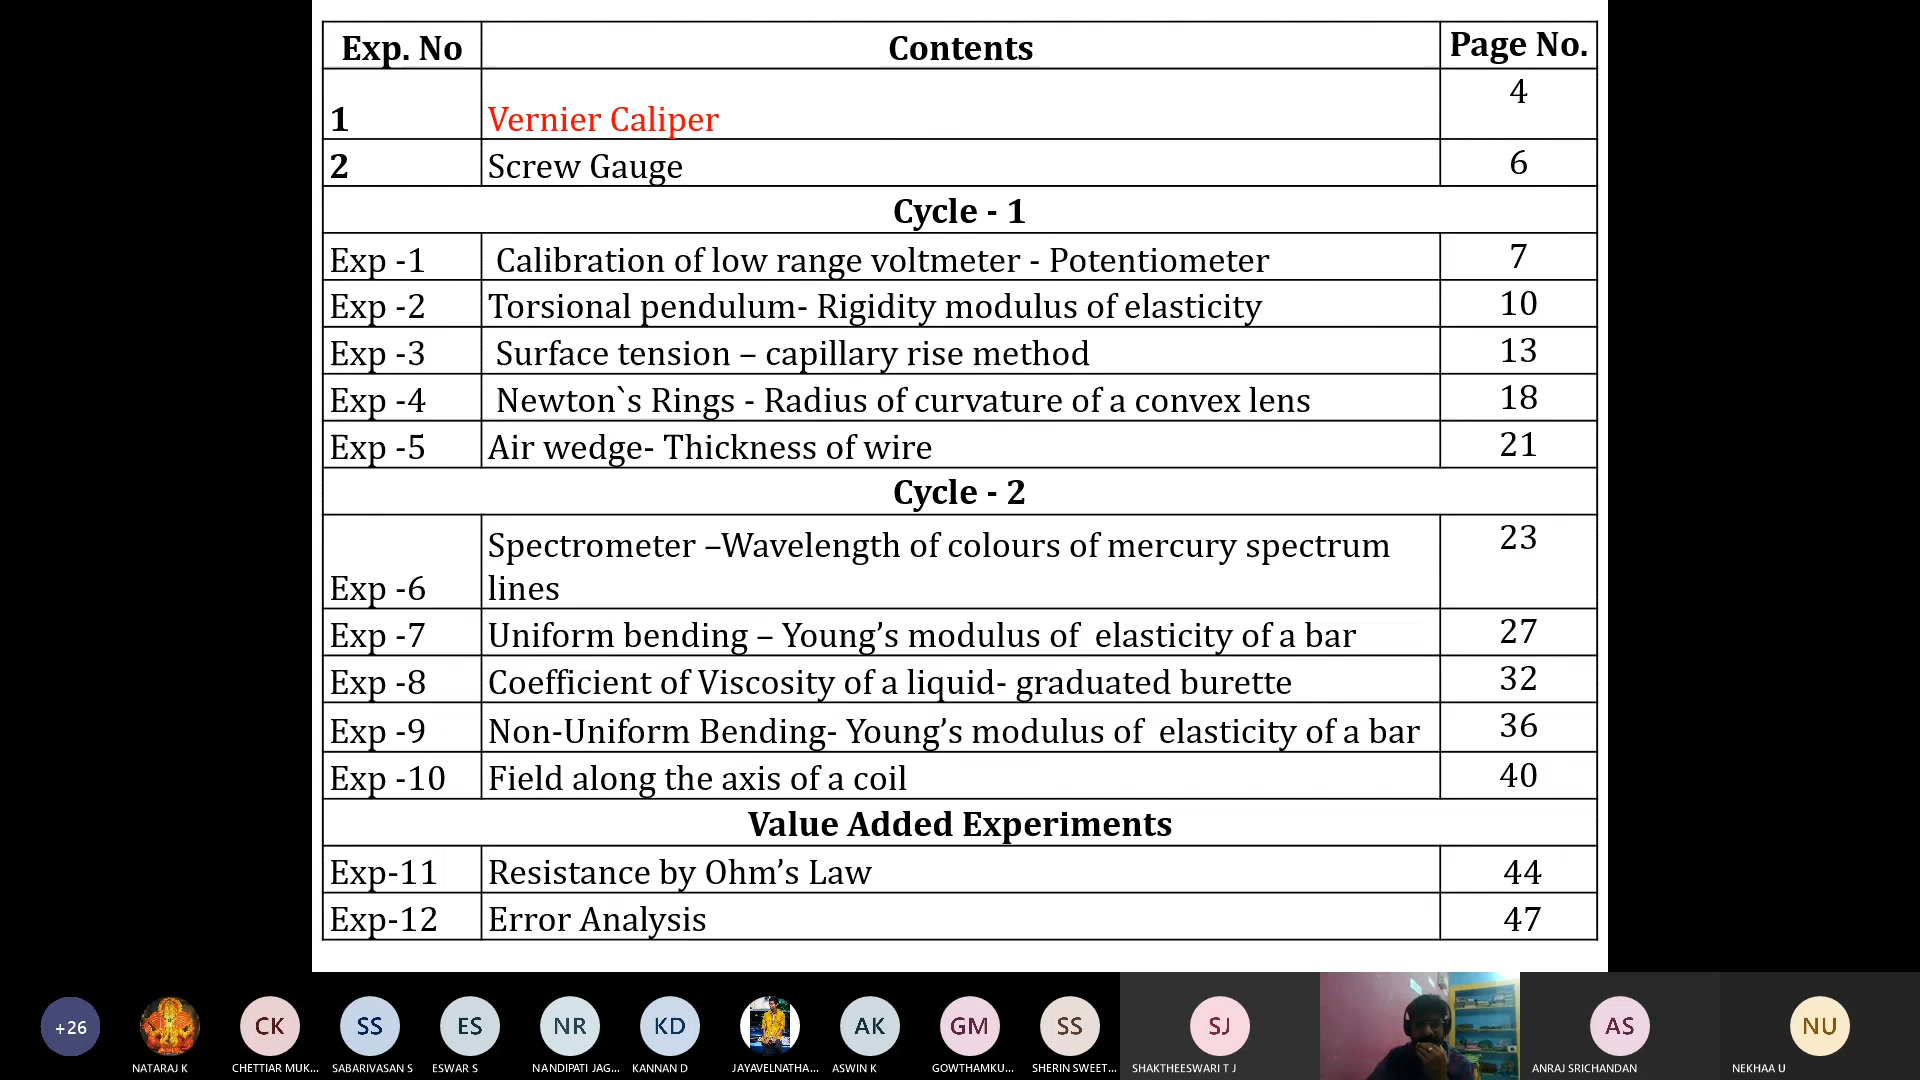 Exp. No Contents Page No.
1 Vernier Caliper 4
2 Screw Gauge 6
Cycle - 1
Exp -1 Calibration of low range voltmeter - Potentiometer 7
Exp -2 Torsional pendulum- Rigidity modulus of elasticity 10
Exp -3 Surface tension – capillary rise method 13
Exp -4 Newton`s Rings - Radius of curvature of a convex lens 18
Exp -5 Air wedge- Thickness of wire 21
Cycle - 2
Spectrometer –Wavelength of colours of mercury spectrum 23
Exp -6 lines
Exp -7 Uniform bending – Young’s modulus of elasticity of a bar 27
Exp -8 Coefficient of Viscosity of a liquid- graduated burette 32
Exp -9 Non-Uniform Bending- Young’s modulus of elasticity of a bar 36
Exp -10 Field along the axis of a coil 40
Value Added Experiments
Exp-11 Resistance by Ohm’s Law 44
Exp-12 Error Analysis 47
+26 CK SS ES NR KD AK GM SS SJ AS NU
NATARAJ K CHETTIAR MUK... SABARIVASAN S ESWAR S NANDIPATI JAG... KANNAN D JAYAVELNATHA... ASWIN K GOWTHAMKU... SHERIN SWEET... SHAKTHEESWARI T J ANRAJ SRICHANDAN NEKHAA U